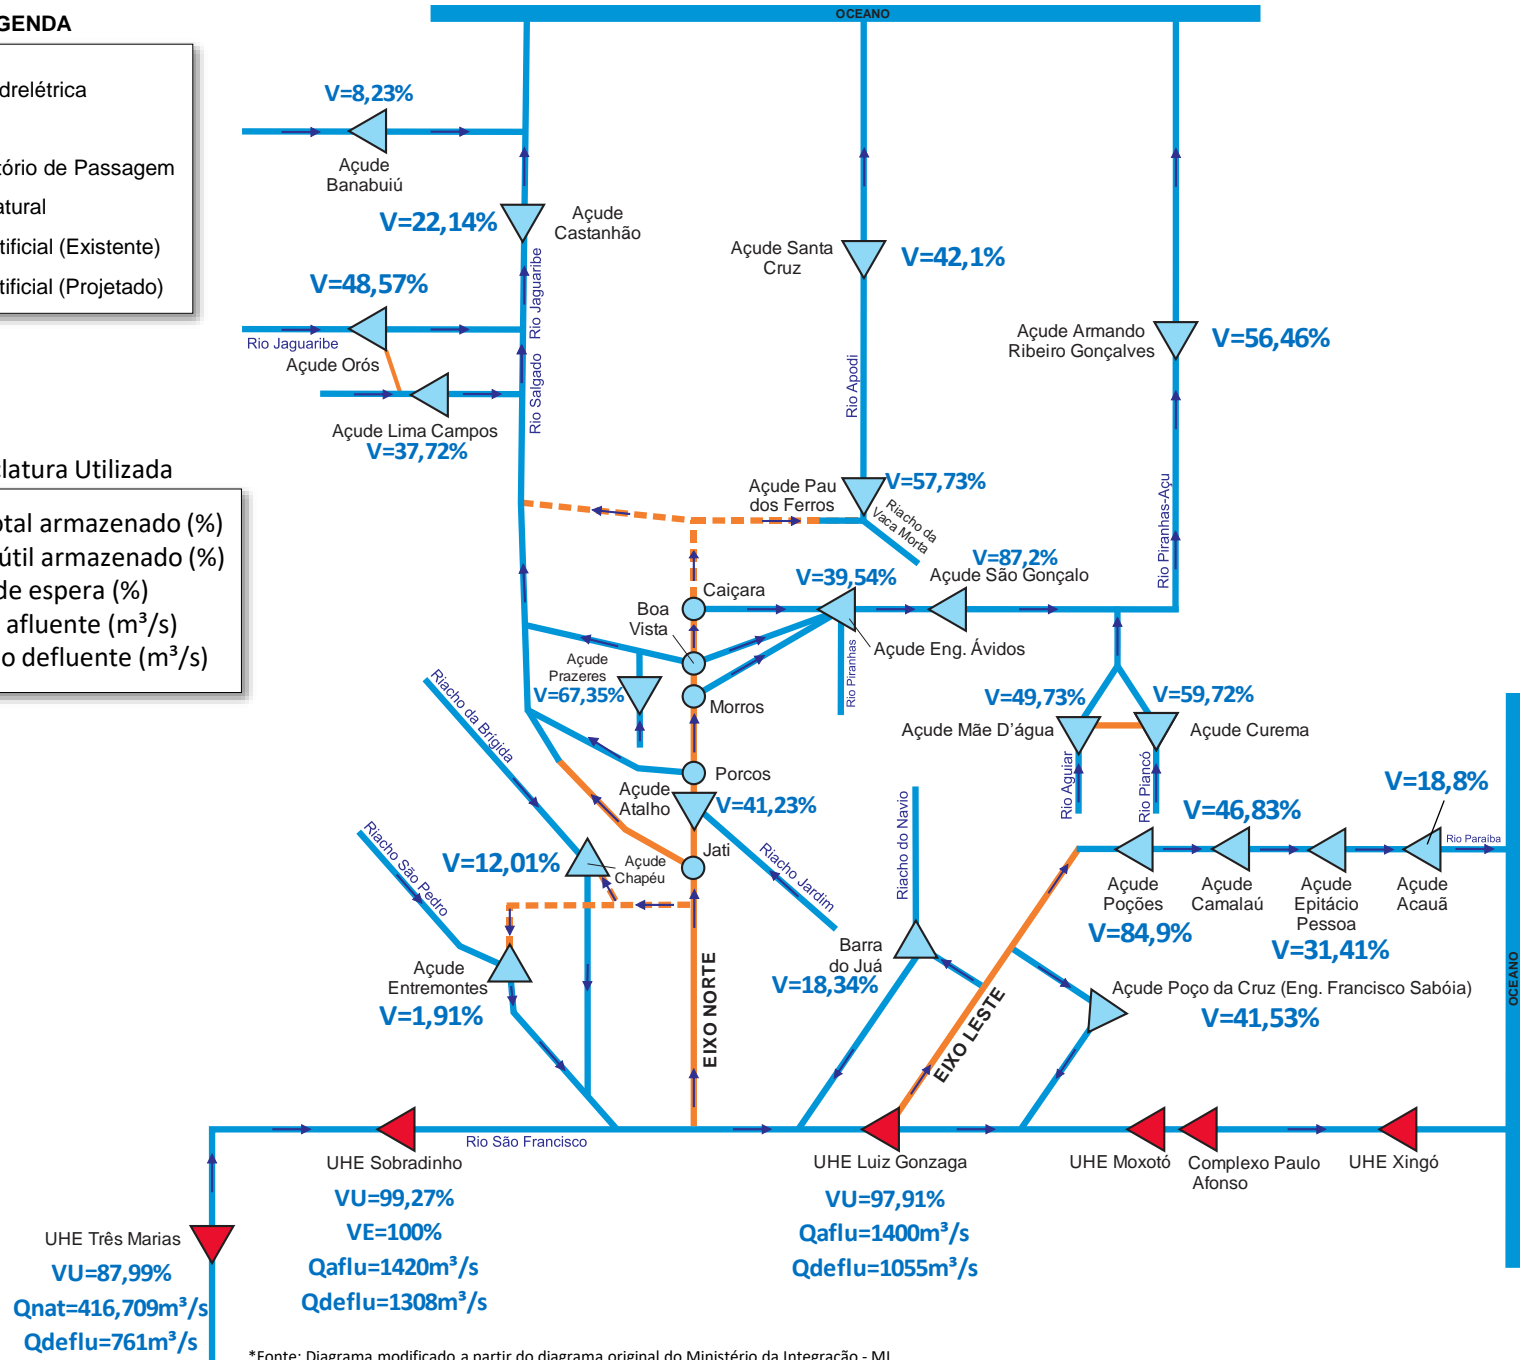 OCEANO
GENDA
drelétrica
tório de Passagem
atural
tificial (Existente)
tificial (Projetado)
V=8,23%
Açude
Banabuiú
V=22,14%
Açude
Castanhão
Rio Jaguaribe
V=48,57%
Rio Jaguaribe
Açude Orós
Rio Salgado
Açude Lima Campos
V=37,72%
Açude Santa
Cruz
V=42,1%
Rio Apodi
Açude Armando
Ribeiro Gonçalves
V=56,46%
Rio Piranhas-Açu
clatura Utilizada
otal armazenado (%)
útil armazenado (%)
de espera (%)
afluente (m³/s)
o defluente (m³/s)
Açude Pau
dos Ferros
V=57,73%
Riacho da
Vaca Morta
V=87,2%
Açude São Gonçalo
V=39,54%
Caiçara
Boa
Vista
Açude Eng. Ávidos
Rio Piranhas
Açude
Prazeres
V=67,35%
Morros
V=49,73%
Açude Mãe D'água
V=59,72%
Açude Curema
Rio Aguiar
Rio Piancó
Riacho da Brígida
Porcos
Açude
Atalho
V=41,23%
Jati
Riacho Jardim
Riacho São Pedro
V=12,01%
Açude
Chapéu
Riacho do Navio
V=18,8%
V=46,83%
Rio Paraíba
Açude
Poções
V=84,9%
Açude
Camalaú
Açude
Epitácio
Pessoa
V=31,41%
Açude
Acauã
Açude
Entremontes
V=1,91%
EIXO NORTE
Barra
do Juá
V=18,34%
EIXO LESTE
Açude Poço da Cruz (Eng. Francisco Sabóia)
V=41,53%
OCEANO
Rio São Francisco
UHE Sobradinho
VU=99,27%
VE=100%
Qaflu=1420m³/s
Qdeflu=1308m³/s
UHE Luiz Gonzaga
VU=97,91%
Qaflu=1400m³/s
Qdeflu=1055m³/s
UHE Moxotó
Complexo Paulo
Afonso
UHE Xingó
UHE Três Marias
VU=87,99%
Qnat=416,709m³/s
Qdeflu=761m³/s
*Fonte: Diagrama modificado a partir do diagrama original do Ministério da Integração - MI